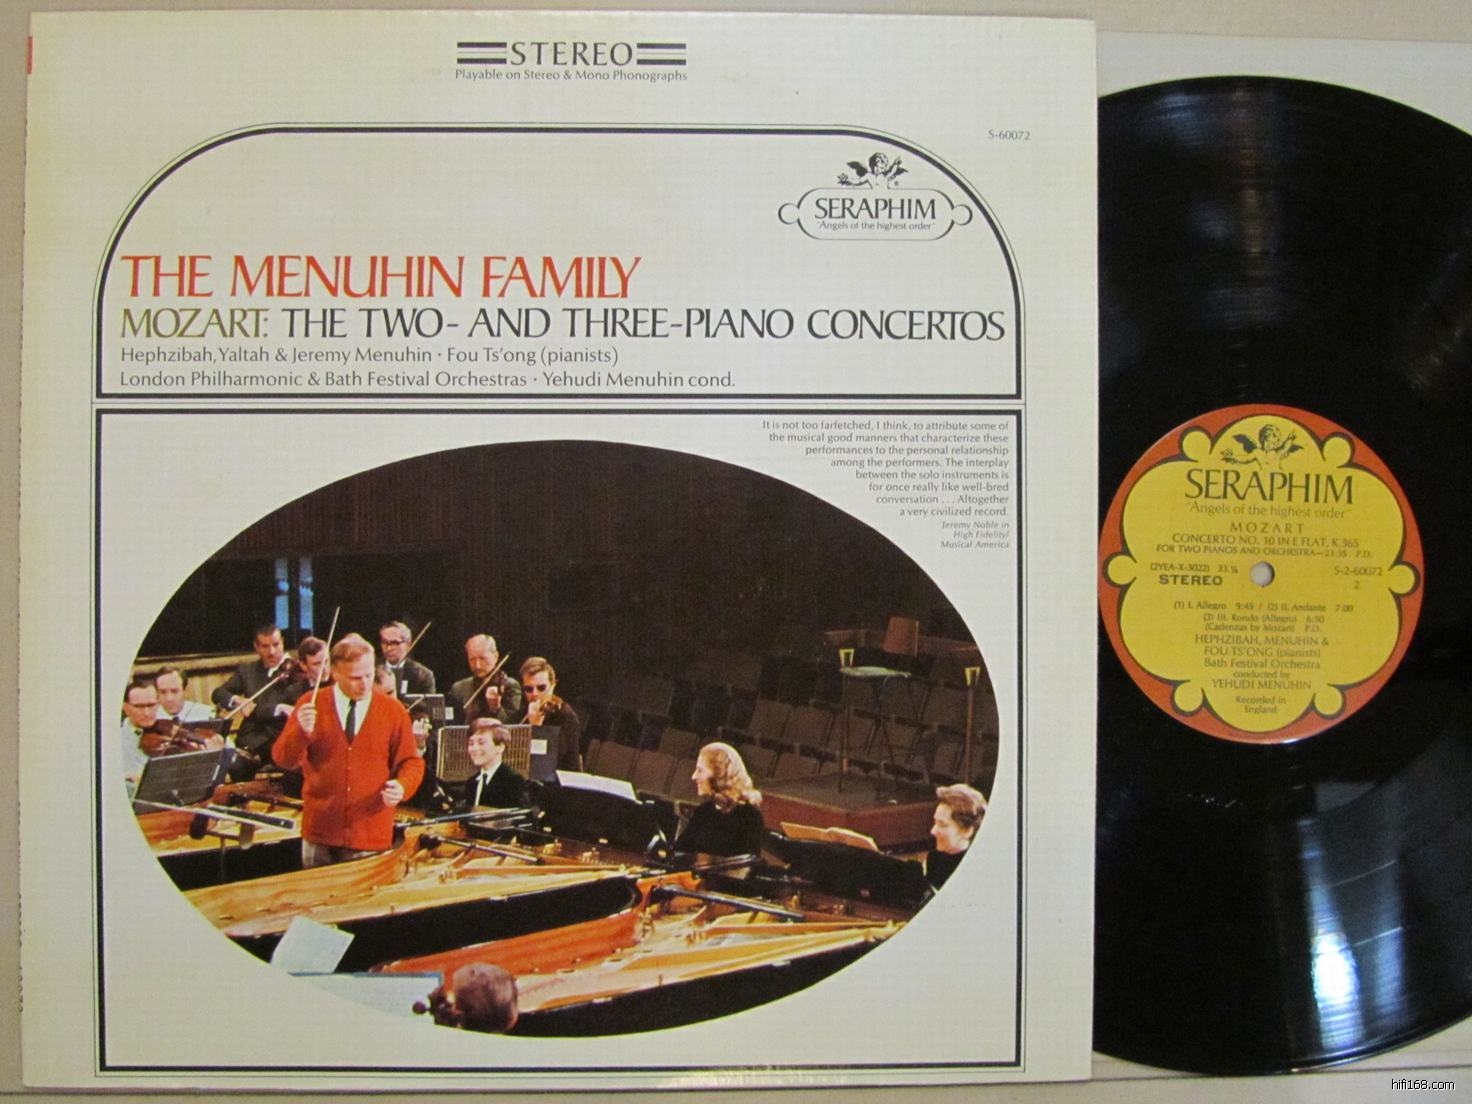 STEREO
Playable on Stereo & Mono Phonographs
S-60072
SERAPHIM
"Angels of the highest order"
THE MENUHIN FAMILY
MOZART: THE TWO- AND THREE-PIANO CONCERTOS
Hephzibah, Yaltah & Jeremy Menuhin · Fou Ts'ong (pianists)
London Philharmonic & Bath Festival Orchestras · Yehudi Menuhin cond.
It is not too farfetched, I think, to attribute some of
the musical good manners that characterize these
performances to the personal relationship
among the performers. The interplay
between the solo instruments is
for once really like well-bred
conversation . . . Altogether
a very civilized record.
Jeremy Noble in
High Fidelity/
Musical America
SERAPHIM
"Angels of the highest order"
MOZART
CONCERTO NO. 10 IN E FLAT, K.365
FOR TWO PIANOS AND ORCHESTRA—23:35 P.D.
(2YEA-X-3022) 33 ⅓
S-2-60072
STEREO
2.
(1) I. Allegro 9:45 / (2) II. Andante 7:00
(3) III. Rondo (Allegro) 6:50
(Cadenzas by Mozart) P.D.
HEPHZIBAH, MENUHIN &
FOU TS'ONG (pianists)
Bath Festival Orchestra
conducted by
YEHUDI MENUHIN
Recorded in
England
hifi168.com